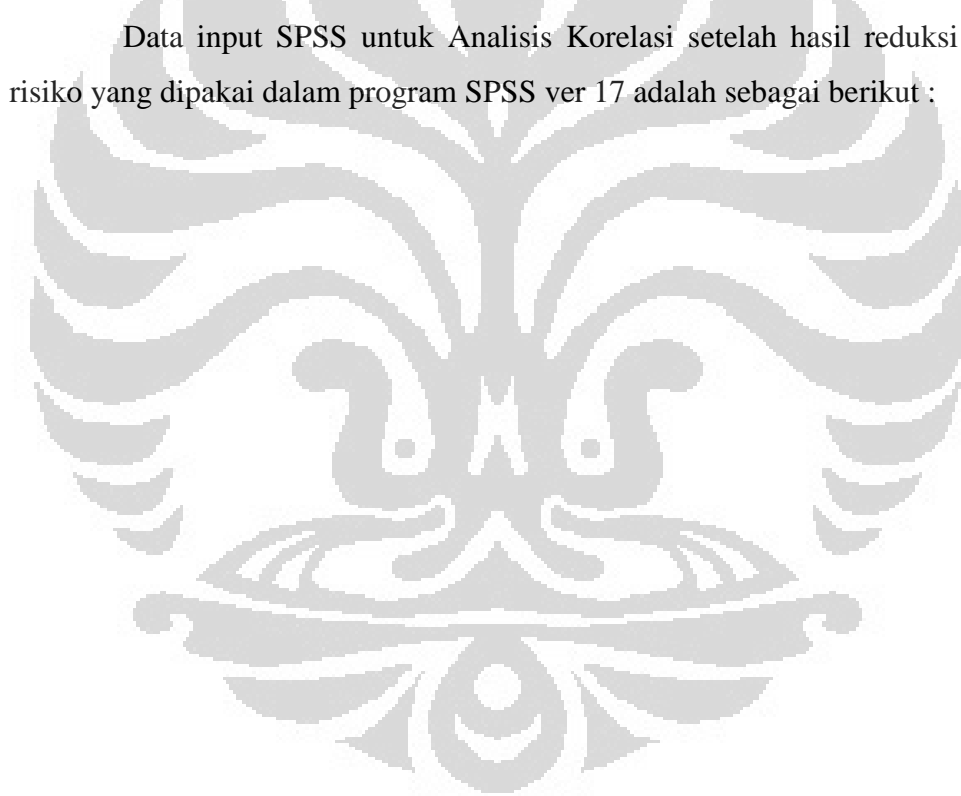 Data input SPSS untuk Analisis Korelasi setelah hasil reduksi
risiko yang dipakai dalam program SPSS ver 17 adalah sebagai berikut :